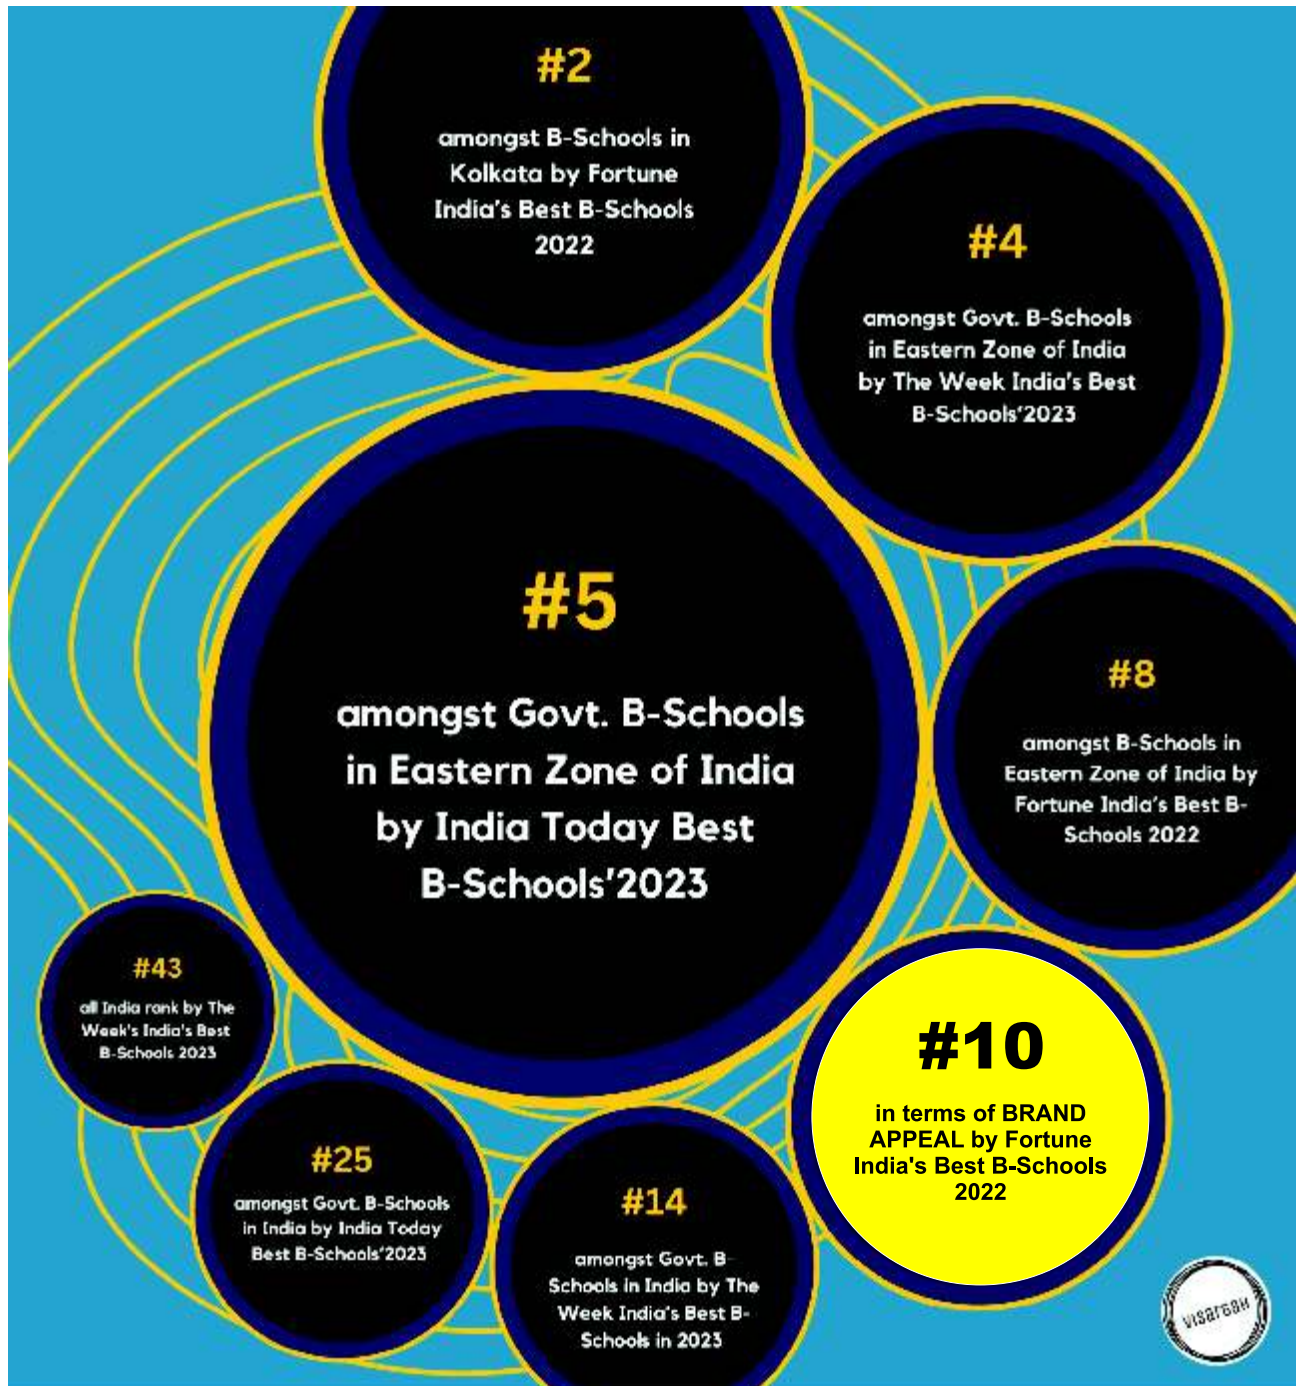 #2
amongst B-Schools in
Kolkata by Fortune
India's Best B-Schools
2022
#4
amongst Govt. B-Schools
in Eastern Zone of India
by The Week India's Best
B-Schools'2023
#5
amongst Govt. B-Schools
in Eastern Zone of India
by India Today Best
B-Schools'2023
#8
amongst B-Schools in
Eastern Zone of India by
Fortune India's Best B-
Schools 2022
#43
all India rank by The
Week's India's Best
B-Schools 2023
#10
in terms of BRAND
APPEAL by Fortune
India's Best B-Schools
2022
#25
amongst Govt. B-Schools
in India by India Today
Best B-Schools'2023
#14
amongst Govt. B-
Schools in India by The
Week India's Best B-
Schools in 2023
VISARGAH